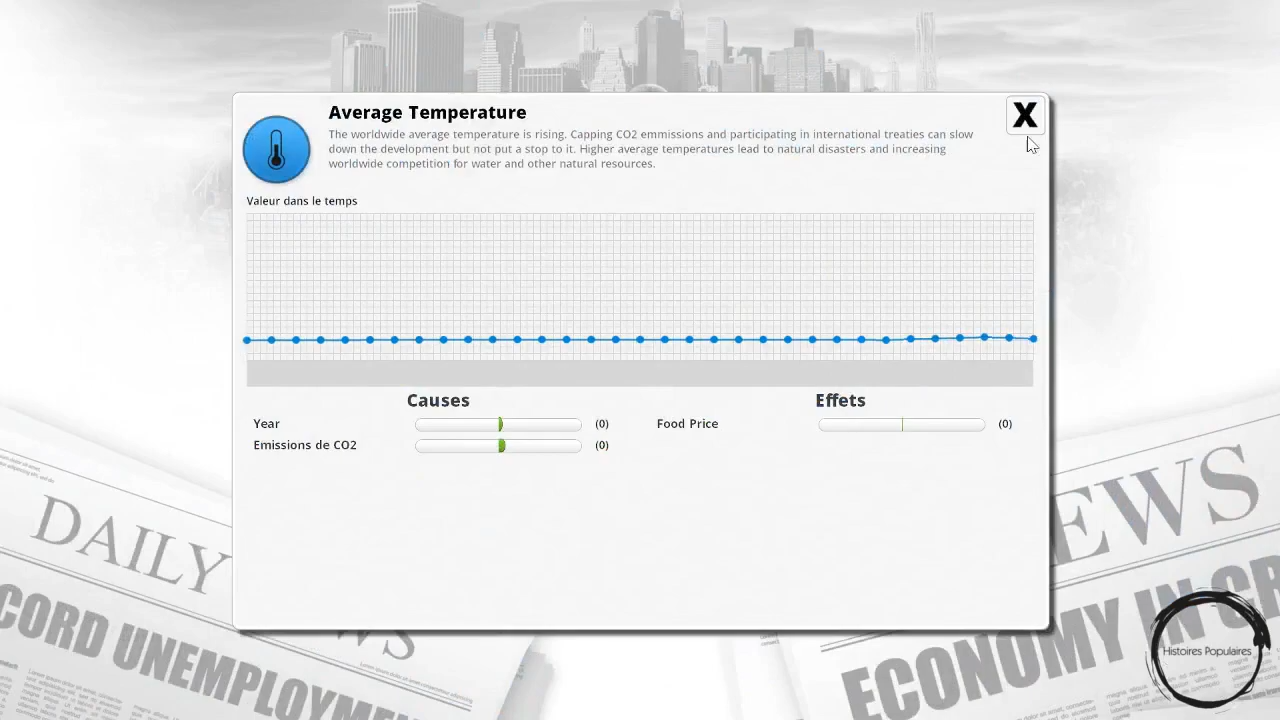 Average Temperature
X
The worldwide average temperature is rising. Capping CO2 emmissions and participating in international treaties can slow
down the development but not put a stop to it. Higher average temperatures lead to natural disasters and increasing
worldwide competition for water and other natural resources.
Valeur dans le temps
Causes
Effets
Year (0)
Food Price (0)
Emissions de CO2 (0)
DAILY
EWS
CORD UNEMPLOYME
WS
ECONOMY IN CR
Histoires Populaires